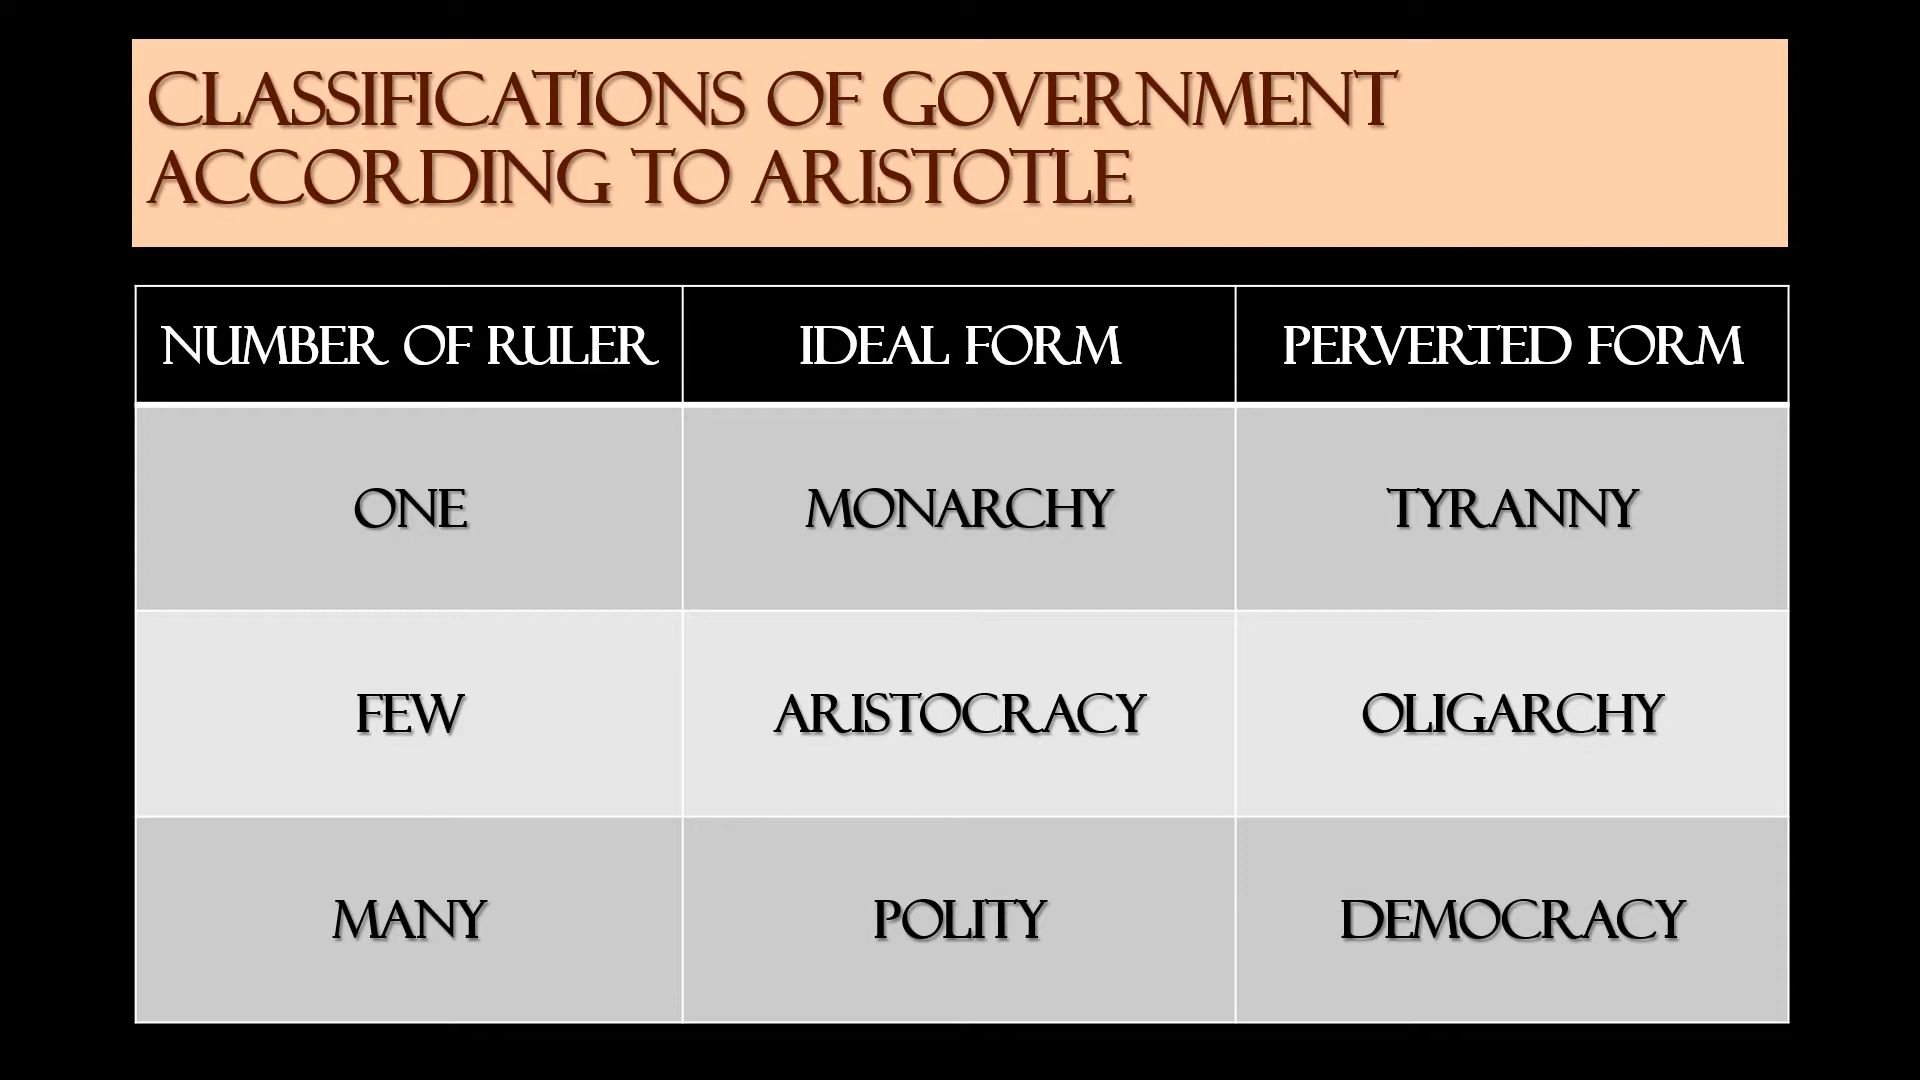 CLASSIFICATIONS OF GOVERNMENT
ACCORDING TO ARISTOTLE
NUMBER OF RULER IDEAL FORM PERVERTED FORM
ONE MONARCHY TYRANNY
FEW ARISTOCRACY OLIGARCHY
MANY POLITY DEMOCRACY